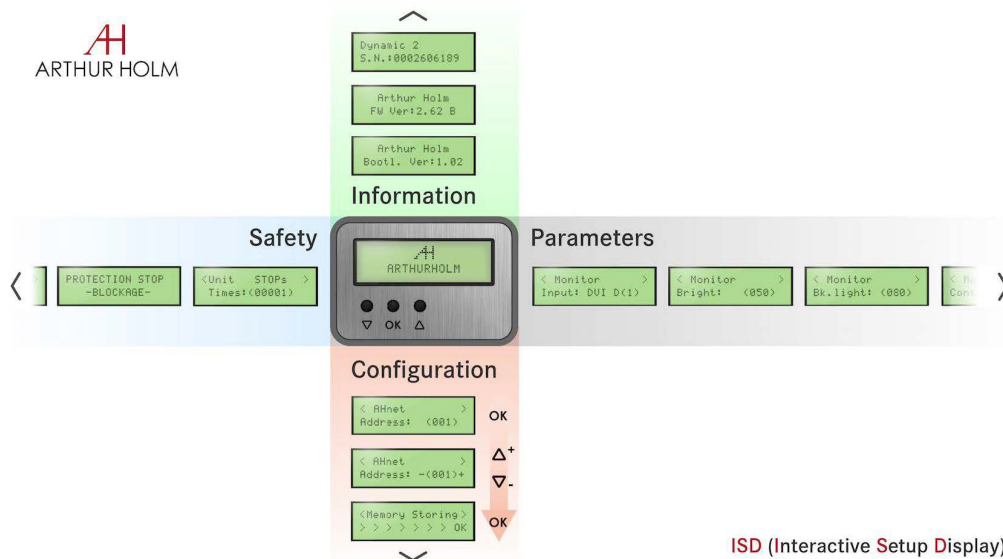 AH
ARTHUR HOLM
Dynamic 2
S.N.:0002606189
Arthur Holm
FW Ver:2.62 B
Arthur Holm
Bootl. Ver:1.02
Information
Safety
Parameters
PROTECTION STOP
-BLOCKAGE-
<Unit STOPs >
Times:(00001)
AH
ARTHURHOLM
▽ OK △
< Monitor >
Input: DVI D(1)
< Monitor >
Bright: (050)
< Monitor >
Bk.light: (080)
Configuration
< AHnet >
Address: (001)
OK
< AHnet >
Address: -(001)+
△+
▽-
<Memory Storing>
> > > > > > > OK
OK
ISD (Interactive Setup Display)